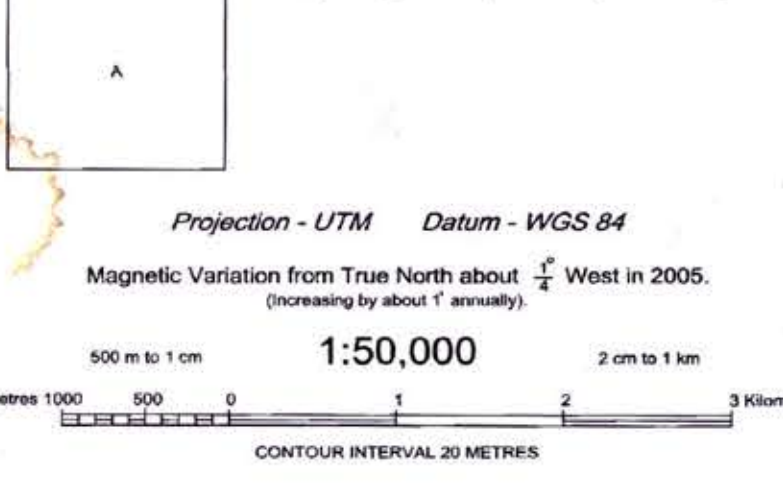 A
Projection - UTM Datum - WGS 84
Magnetic Variation from True North about 1°/4 West in 2005.
(Increasing by about 1' annually).
500 m to 1 cm 1:50,000 2 cm to 1 km
1000 500 0 1 2 3
CONTOUR INTERVAL 20 METRES